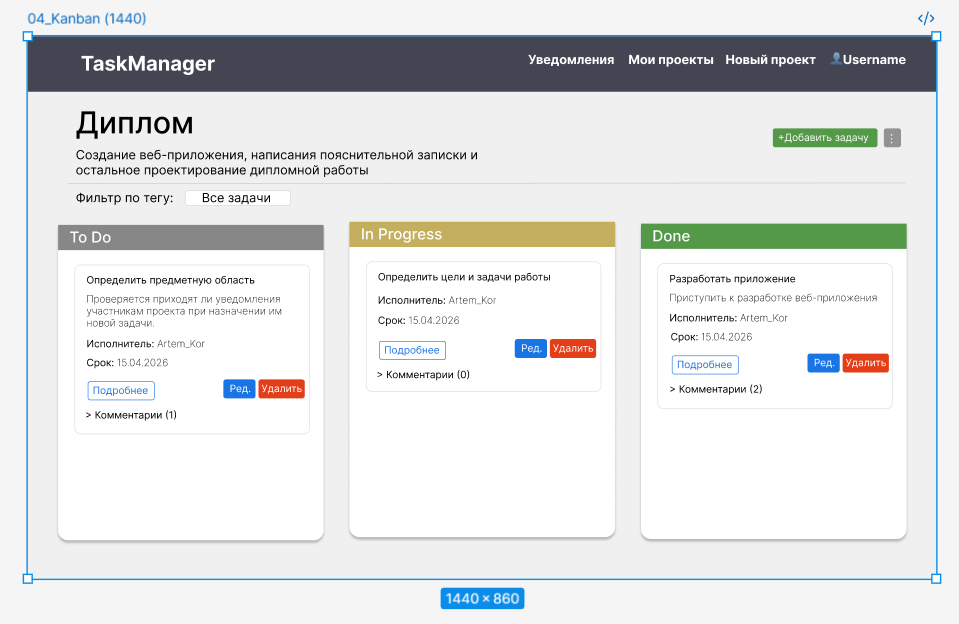 04_Kanban (1440)
</>
TaskManager
Уведомления Мои проекты Новый проект Username
Диплом
+Добавить задачу
Создание веб-приложения, написания пояснительной записки и
остальное проектирование дипломной работы
Фильтр по тегу: Все задачи
To Do
Определить предметную область
Проверяется приходят ли уведомления
участникам проекта при назначении им
новой задачи.
Исполнитель: Artem_Kor
Срок: 15.04.2026
Подробнее Ред. Удалить
> Комментарии (1)
In Progress
Определить цели и задачи работы
Исполнитель: Artem_Kor
Срок: 15.04.2026
Подробнее Ред. Удалить
> Комментарии (0)
Done
Разработать приложение
Приступить к разработке веб-приложения
Исполнитель: Artem_Kor
Срок: 15.04.2026
Подробнее Ред. Удалить
> Комментарии (2)
1440 × 860